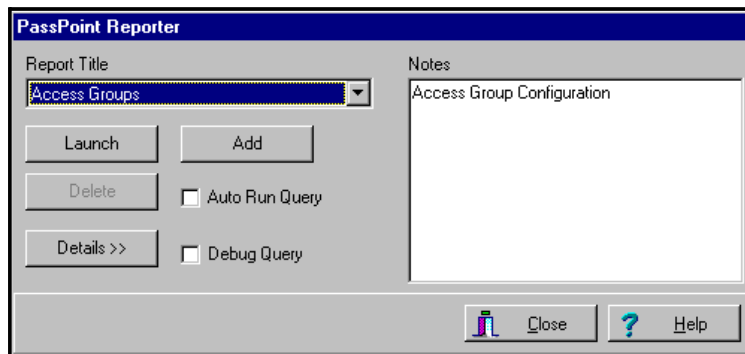 PassPoint Reporter
Report Title
Access Groups
Notes
Access Group Configuration
Launch
Add
Delete
Auto Run Query
Details >>
Debug Query
Close
? Help